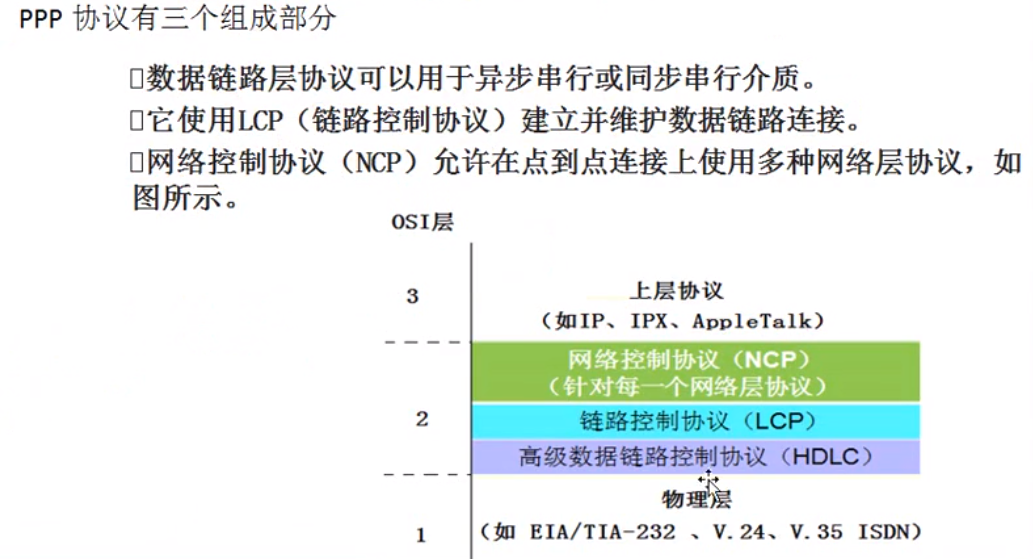 PPP 协议有三个组成部分
▯数据链路层协议可以用于异步串行或同步串行介质。
▯它使用LCP（链路控制协议）建立并维护数据链路连接。
▯网络控制协议（NCP）允许在点到点连接上使用多种网络层协议，如
图所示。
OSI层
3
上层协议
（如IP、IPX、AppleTalk）
网络控制协议（NCP）
（针对每一个网络层协议）
2
链路控制协议（LCP）
高级数据链路控制协议（HDLC）
物理层
1
（如 EIA/TIA-232 、V.24、V.35 ISDN）